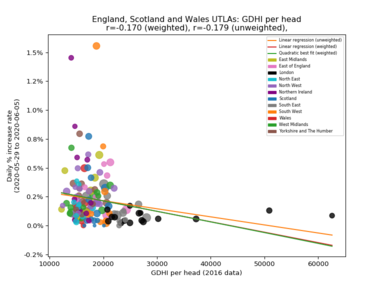 England, Scotland and Wales UTLAs: GDHI per head
r=-0.170 (weighted), r=-0.179 (unweighted),
Daily % increase rate
(2020-05-29 to 2020-06-05)
1.5%
1.2%
1.0%
0.8%
0.5%
0.2%
0.0%
-0.2%
Linear regression (unweighted)
Linear regression (weighted)
Quadratic best fit (weighted)
East Midlands
East of England
London
North East
North West
Northern Ireland
Scotland
South East
South West
Wales
West Midlands
Yorkshire and The Humber
10000
20000
30000
40000
50000
60000
GDHI per head (2016 data)